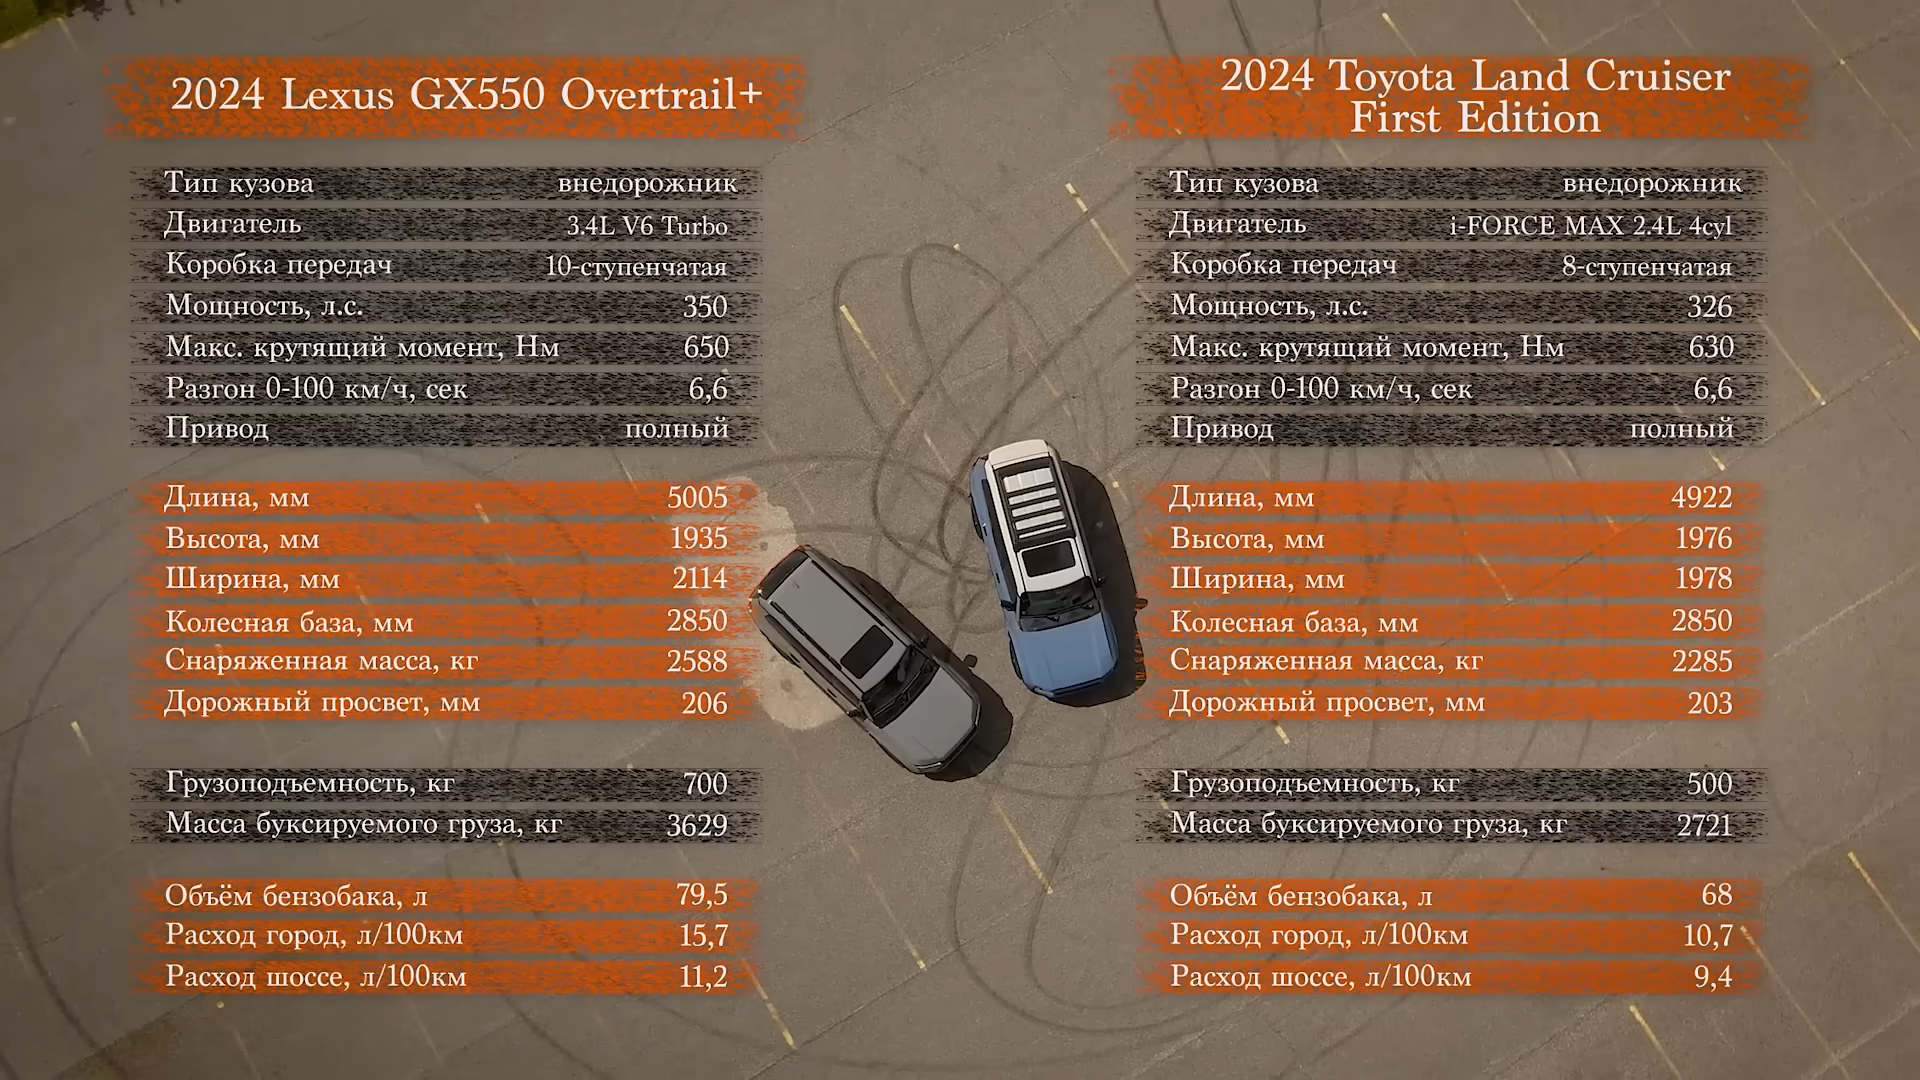 2024 Lexus GX550 Overtrail+
Тип кузова внедорожник
Двигатель 3.4L V6 Turbo
Коробка передач 10-ступенчатая
Мощность, л.с. 350
Макс. крутящий момент, Нм 650
Разгон 0-100 км/ч, сек 6,6
Привод полный
Длина, мм 5005
Высота, мм 1935
Ширина, мм 2114
Колесная база, мм 2850
Снаряженная масса, кг 2588
Дорожный просвет, мм 206
Грузоподъемность, кг 700
Масса буксируемого груза, кг 3629
Объём бензобака, л 79,5
Расход город, л/100км 15,7
Расход шоссе, л/100км 11,2
2024 Toyota Land Cruiser
First Edition
Тип кузова внедорожник
Двигатель i-FORCE MAX 2.4L 4cyl
Коробка передач 8-ступенчатая
Мощность, л.с. 326
Макс. крутящий момент, Нм 630
Разгон 0-100 км/ч, сек 6,6
Привод полный
Длина, мм 4922
Высота, мм 1976
Ширина, мм 1978
Колесная база, мм 2850
Снаряженная масса, кг 2285
Дорожный просвет, мм 203
Грузоподъемность, кг 500
Масса буксируемого груза, кг 2721
Объём бензобака, л 68
Расход город, л/100км 10,7
Расход шоссе, л/100км 9,4